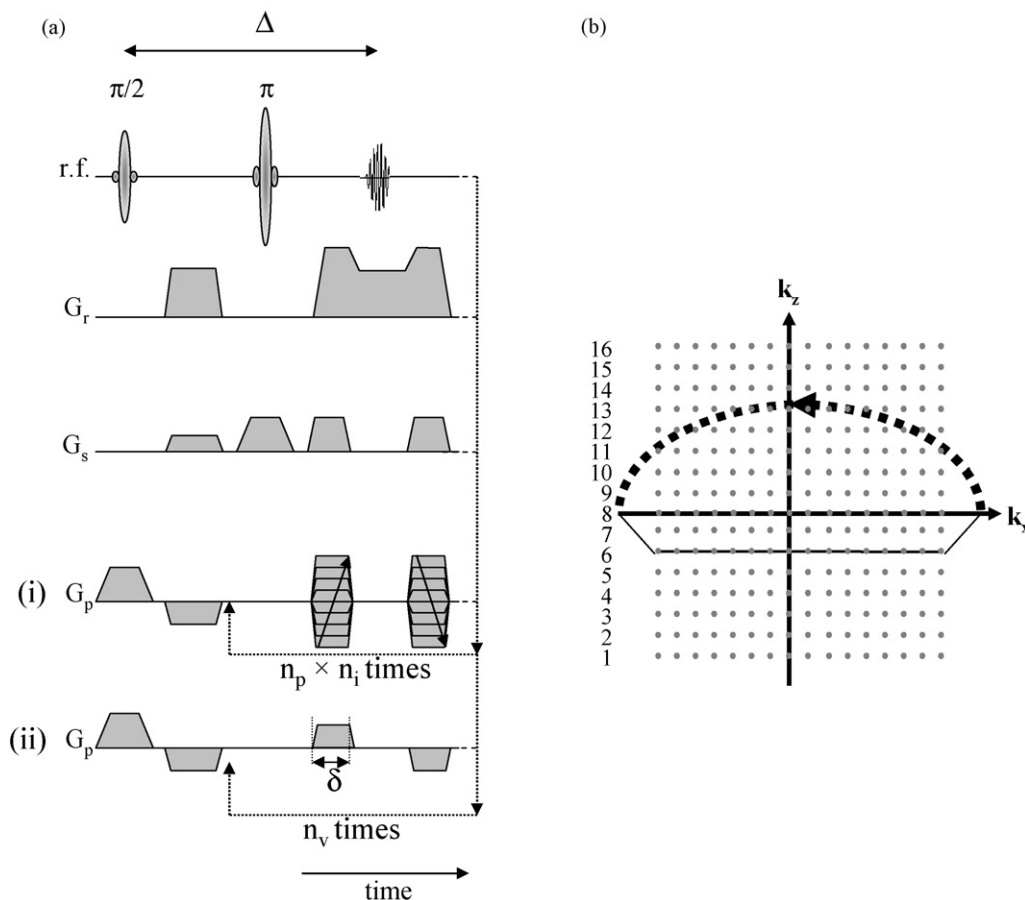 (a)
Δ
π/2
π
r.f.
G_r
G_s
(i)
G_p
n_p × n_i times
(ii)
G_p
δ
n_v times
time
(b)
k_z
16
15
14
13
12
11
10
9
8
k_x
7
6
5
4
3
2
1